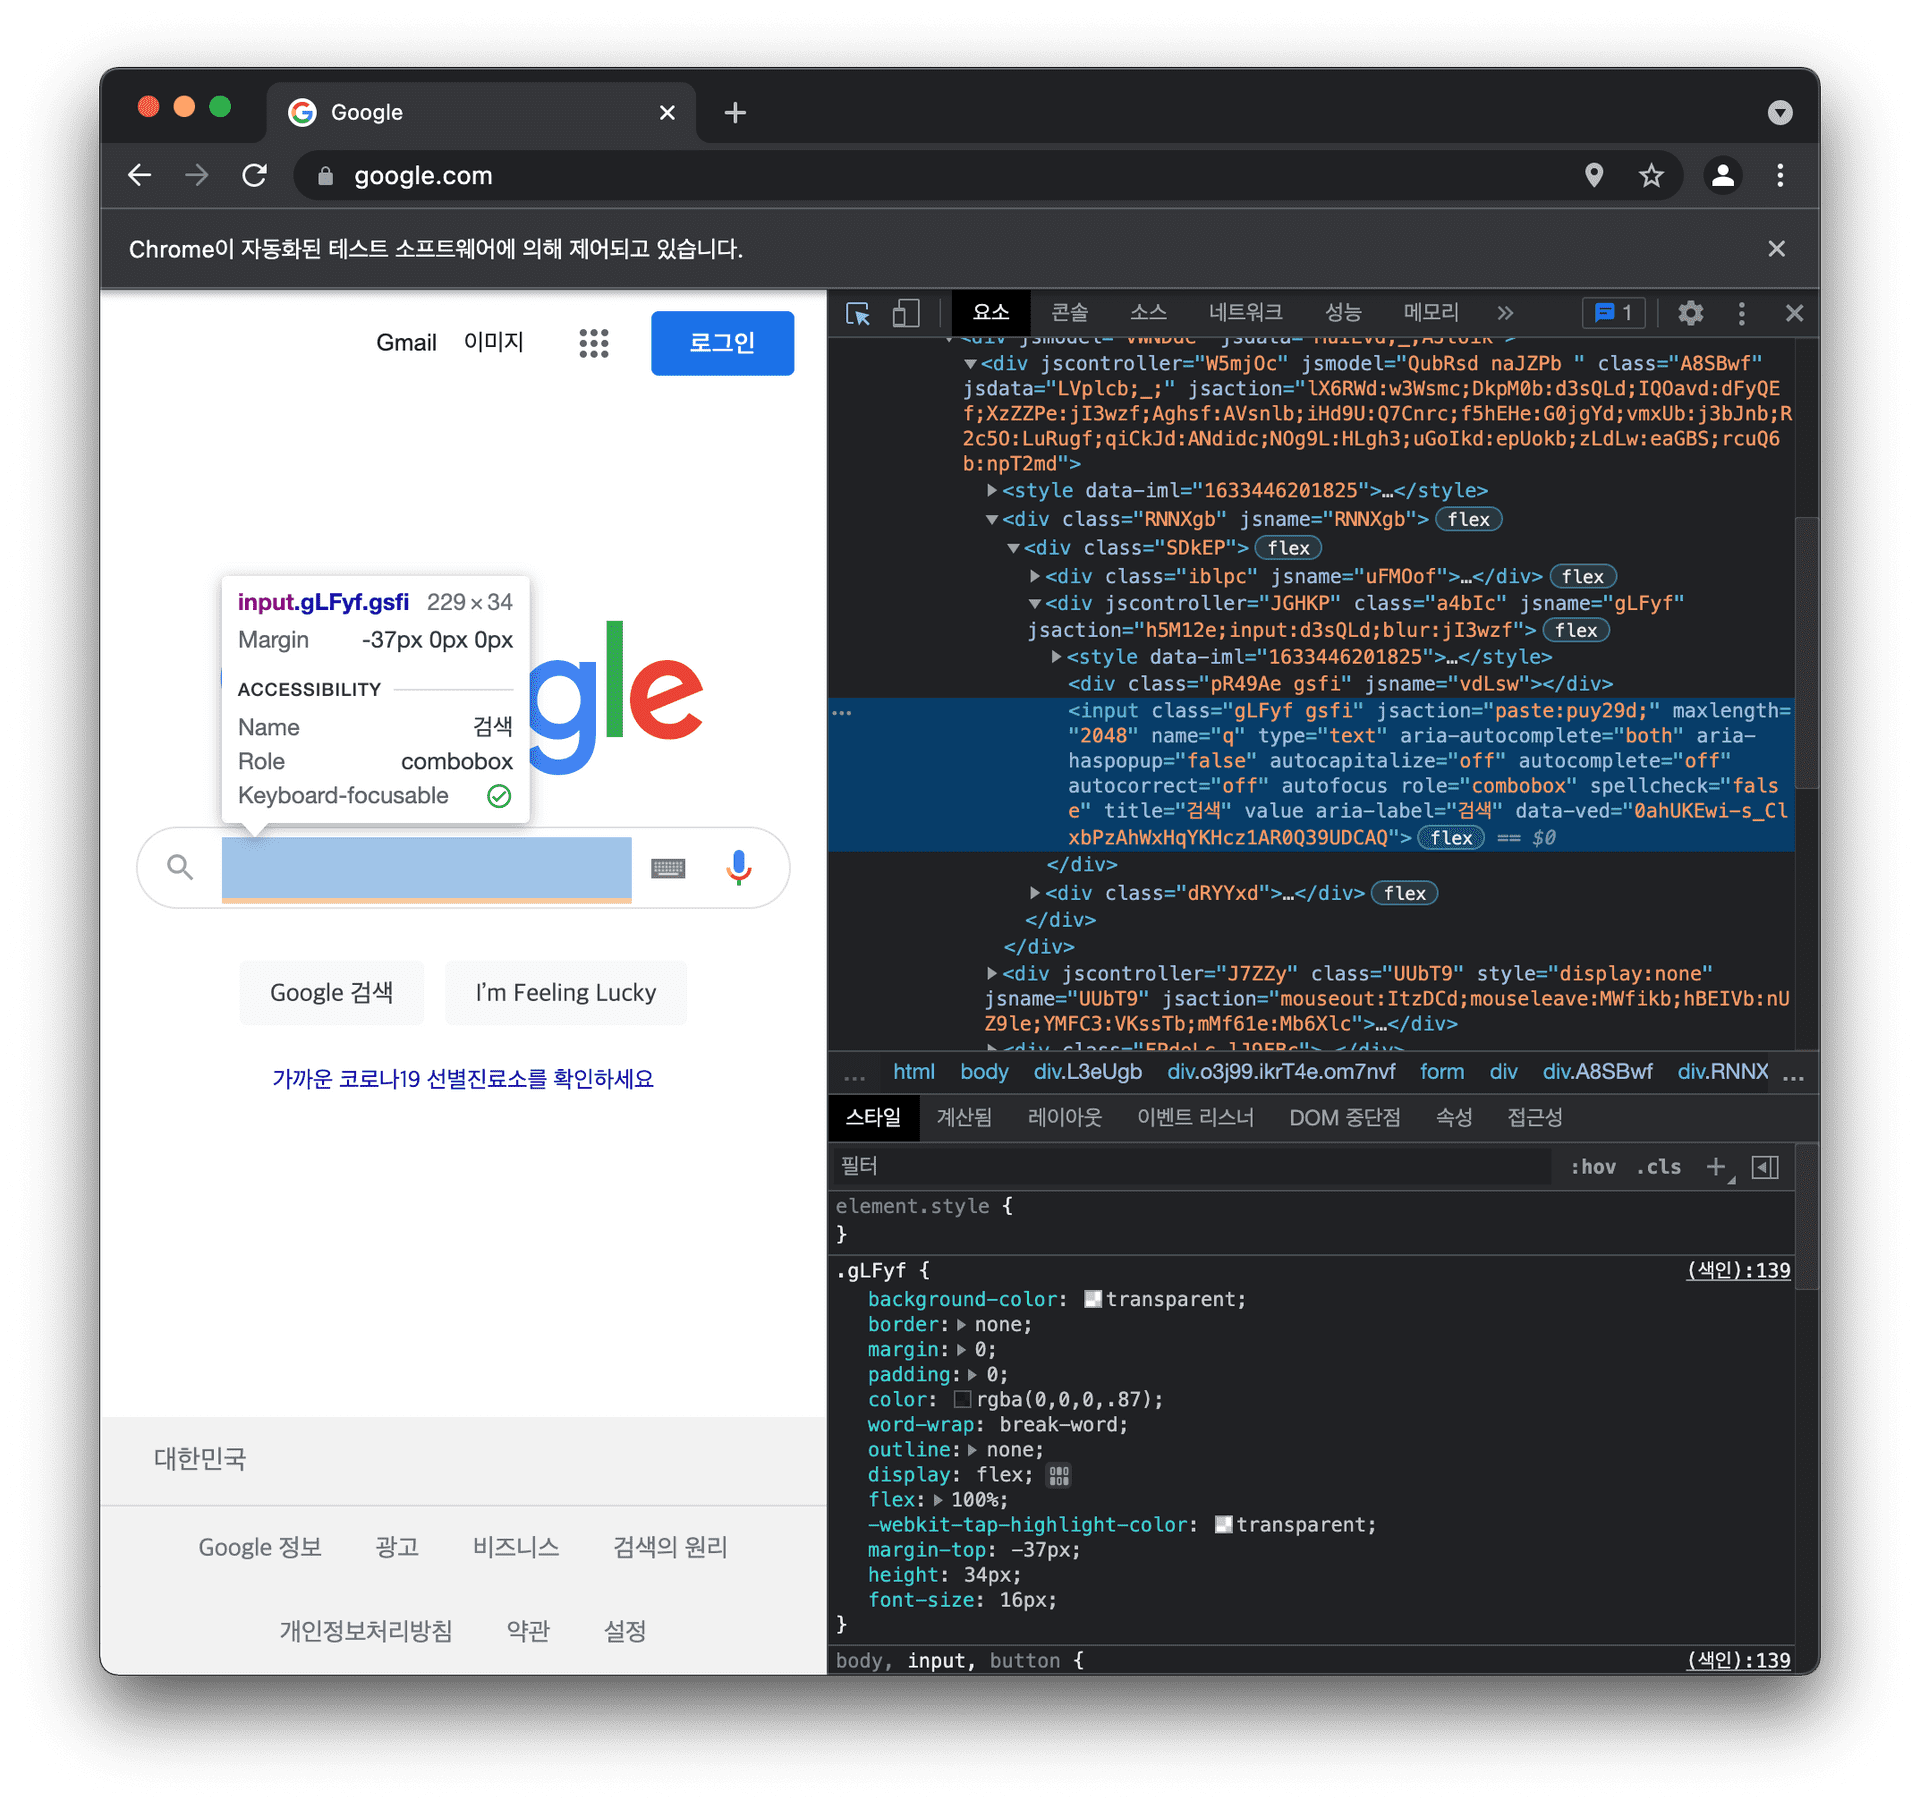 Google
google.com
Chrome이 자동화된 테스트 소프트웨어에 의해 제어되고 있습니다.
Gmail 이미지 로그인
input.gLFyf.gsfi 229 × 34
Margin -37px 0px 0px
ACCESSIBILITY
Name 검색
Role combobox
Keyboard-focusable
gle
Google 검색 I'm Feeling Lucky
가까운 코로나19 선별진료소를 확인하세요
대한민국
Google 정보 광고 비즈니스 검색의 원리
개인정보처리방침 약관 설정
요소 콘솔 소스 네트워크 성능 메모리 » 1
<div jscontroller="W5mjOc" jsmodel="QubRsd naJZPb " class="A8SBwf"
jsdata="LVplcb;_;" jsaction="lX6RWd:w3Wsmc;DkpM0b:d3sQLd;IQOavd:dFyQE
f;XzZZPe:jI3wzf;Aghsf:AVsnlb;iHd9U:Q7Cnrc;f5hEHe:G0jgYd;vmxUb:j3bJnb;R
2c5O:LuRugf;qiCkJd:ANdidc;NOg9L:HLgh3;uGoIkd:epUokb;zLdLw:eaGBS;rcuQ6
b:npT2md">
<style data-iml="1633446201825">…</style>
<div class="RNNXgb" jsname="RNNXgb"> flex
<div class="SDkEP"> flex
<div class="iblpc" jsname="uFMOof">…</div> flex
<div jscontroller="JGHKP" class="a4bIc" jsname="gLFyf"
jsaction="h5M12e;input:d3sQLd;blur:jI3wzf"> flex
<style data-iml="1633446201825">…</style>
<div class="pR49Ae gsfi" jsname="vdLsw"></div>
<input class="gLFyf gsfi" jsaction="paste:puy29d;" maxlength=
"2048" name="q" type="text" aria-autocomplete="both" aria-
haspopup="false" autocapitalize="off" autocomplete="off"
autocorrect="off" autofocus role="combobox" spellcheck="fals
e" title="검색" value aria-label="검색" data-ved="0ahUKEwi-s_Cl
xbPzAhWxHqYKHcz1AR0Q39UDCAQ"> flex == $0
</div>
<div class="dRYYxd">…</div> flex
</div>
</div>
<div jscontroller="J7ZZy" class="UUbT9" style="display:none"
jsname="UUbT9" jsaction="mouseout:ItzDCd;mouseleave:MWfikb;hBEIVb:nU
Z9le;YMFC3:VKssTb;mMf61e:Mb6Xlc">…</div>
… html body div.L3eUgb div.o3j99.ikrT4e.om7nvf form div div.A8SBwf div.RNNX …
스타일 계산됨 레이아웃 이벤트 리스너 DOM 중단점 속성 접근성
필터 :hov .cls
element.style {
}
.gLFyf { (색인):139
background-color: transparent;
border: none;
margin: 0;
padding: 0;
color: rgba(0,0,0,.87);
word-wrap: break-word;
outline: none;
display: flex;
flex: 100%;
-webkit-tap-highlight-color: transparent;
margin-top: -37px;
height: 34px;
font-size: 16px;
}
body, input, button { (색인):139